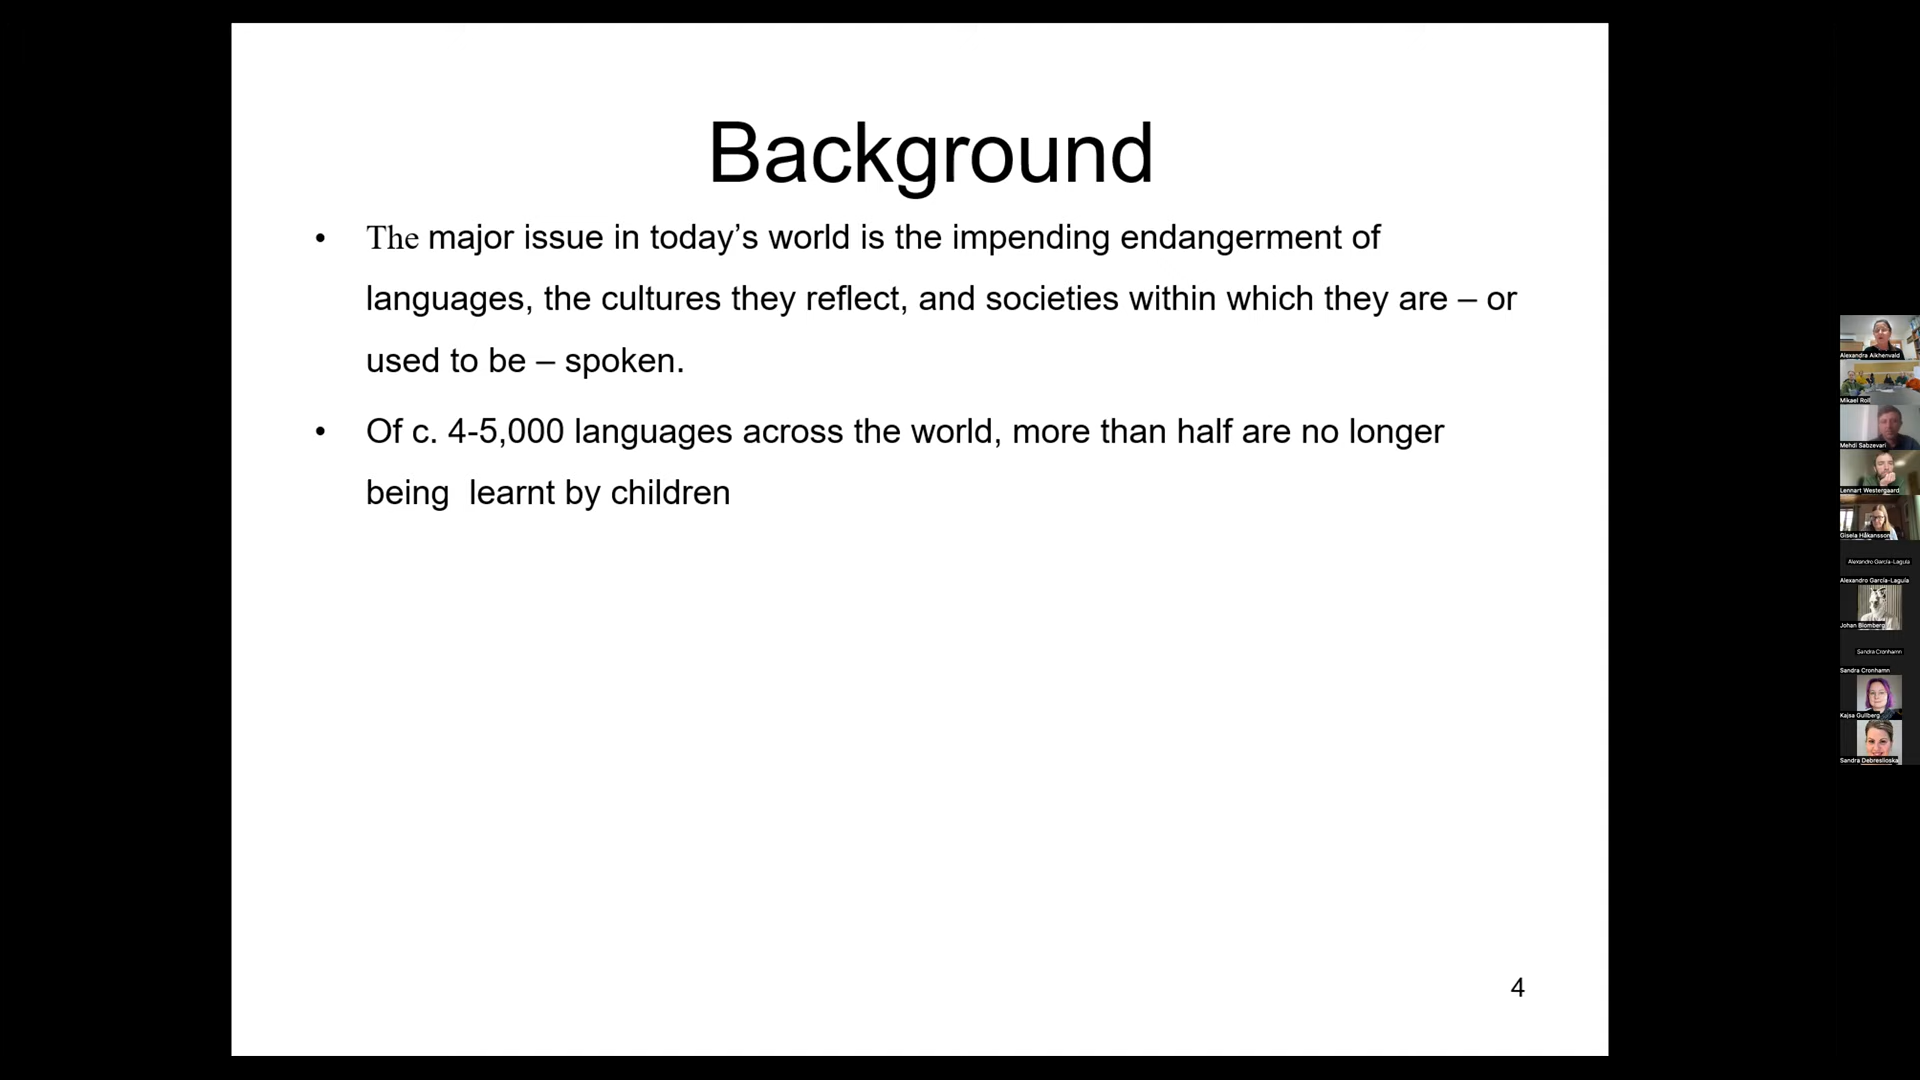 Background
• The major issue in today’s world is the impending endangerment of
languages, the cultures they reflect, and societies within which they are – or
used to be – spoken.
• Of c. 4-5,000 languages across the world, more than half are no longer
being  learnt by children
4
Alexandra Aikhenvald
Mikael Roll
Mehdi Sabzevari
Lennart Westergaard
Gisela Håkansson
Alexandro García-Laguía
Alexandro García-Laguía
Johan Blomberg
Sandra Cronhamn
Sandra Cronhamn
Kajsa Gullberg
Sandra Debreslioska